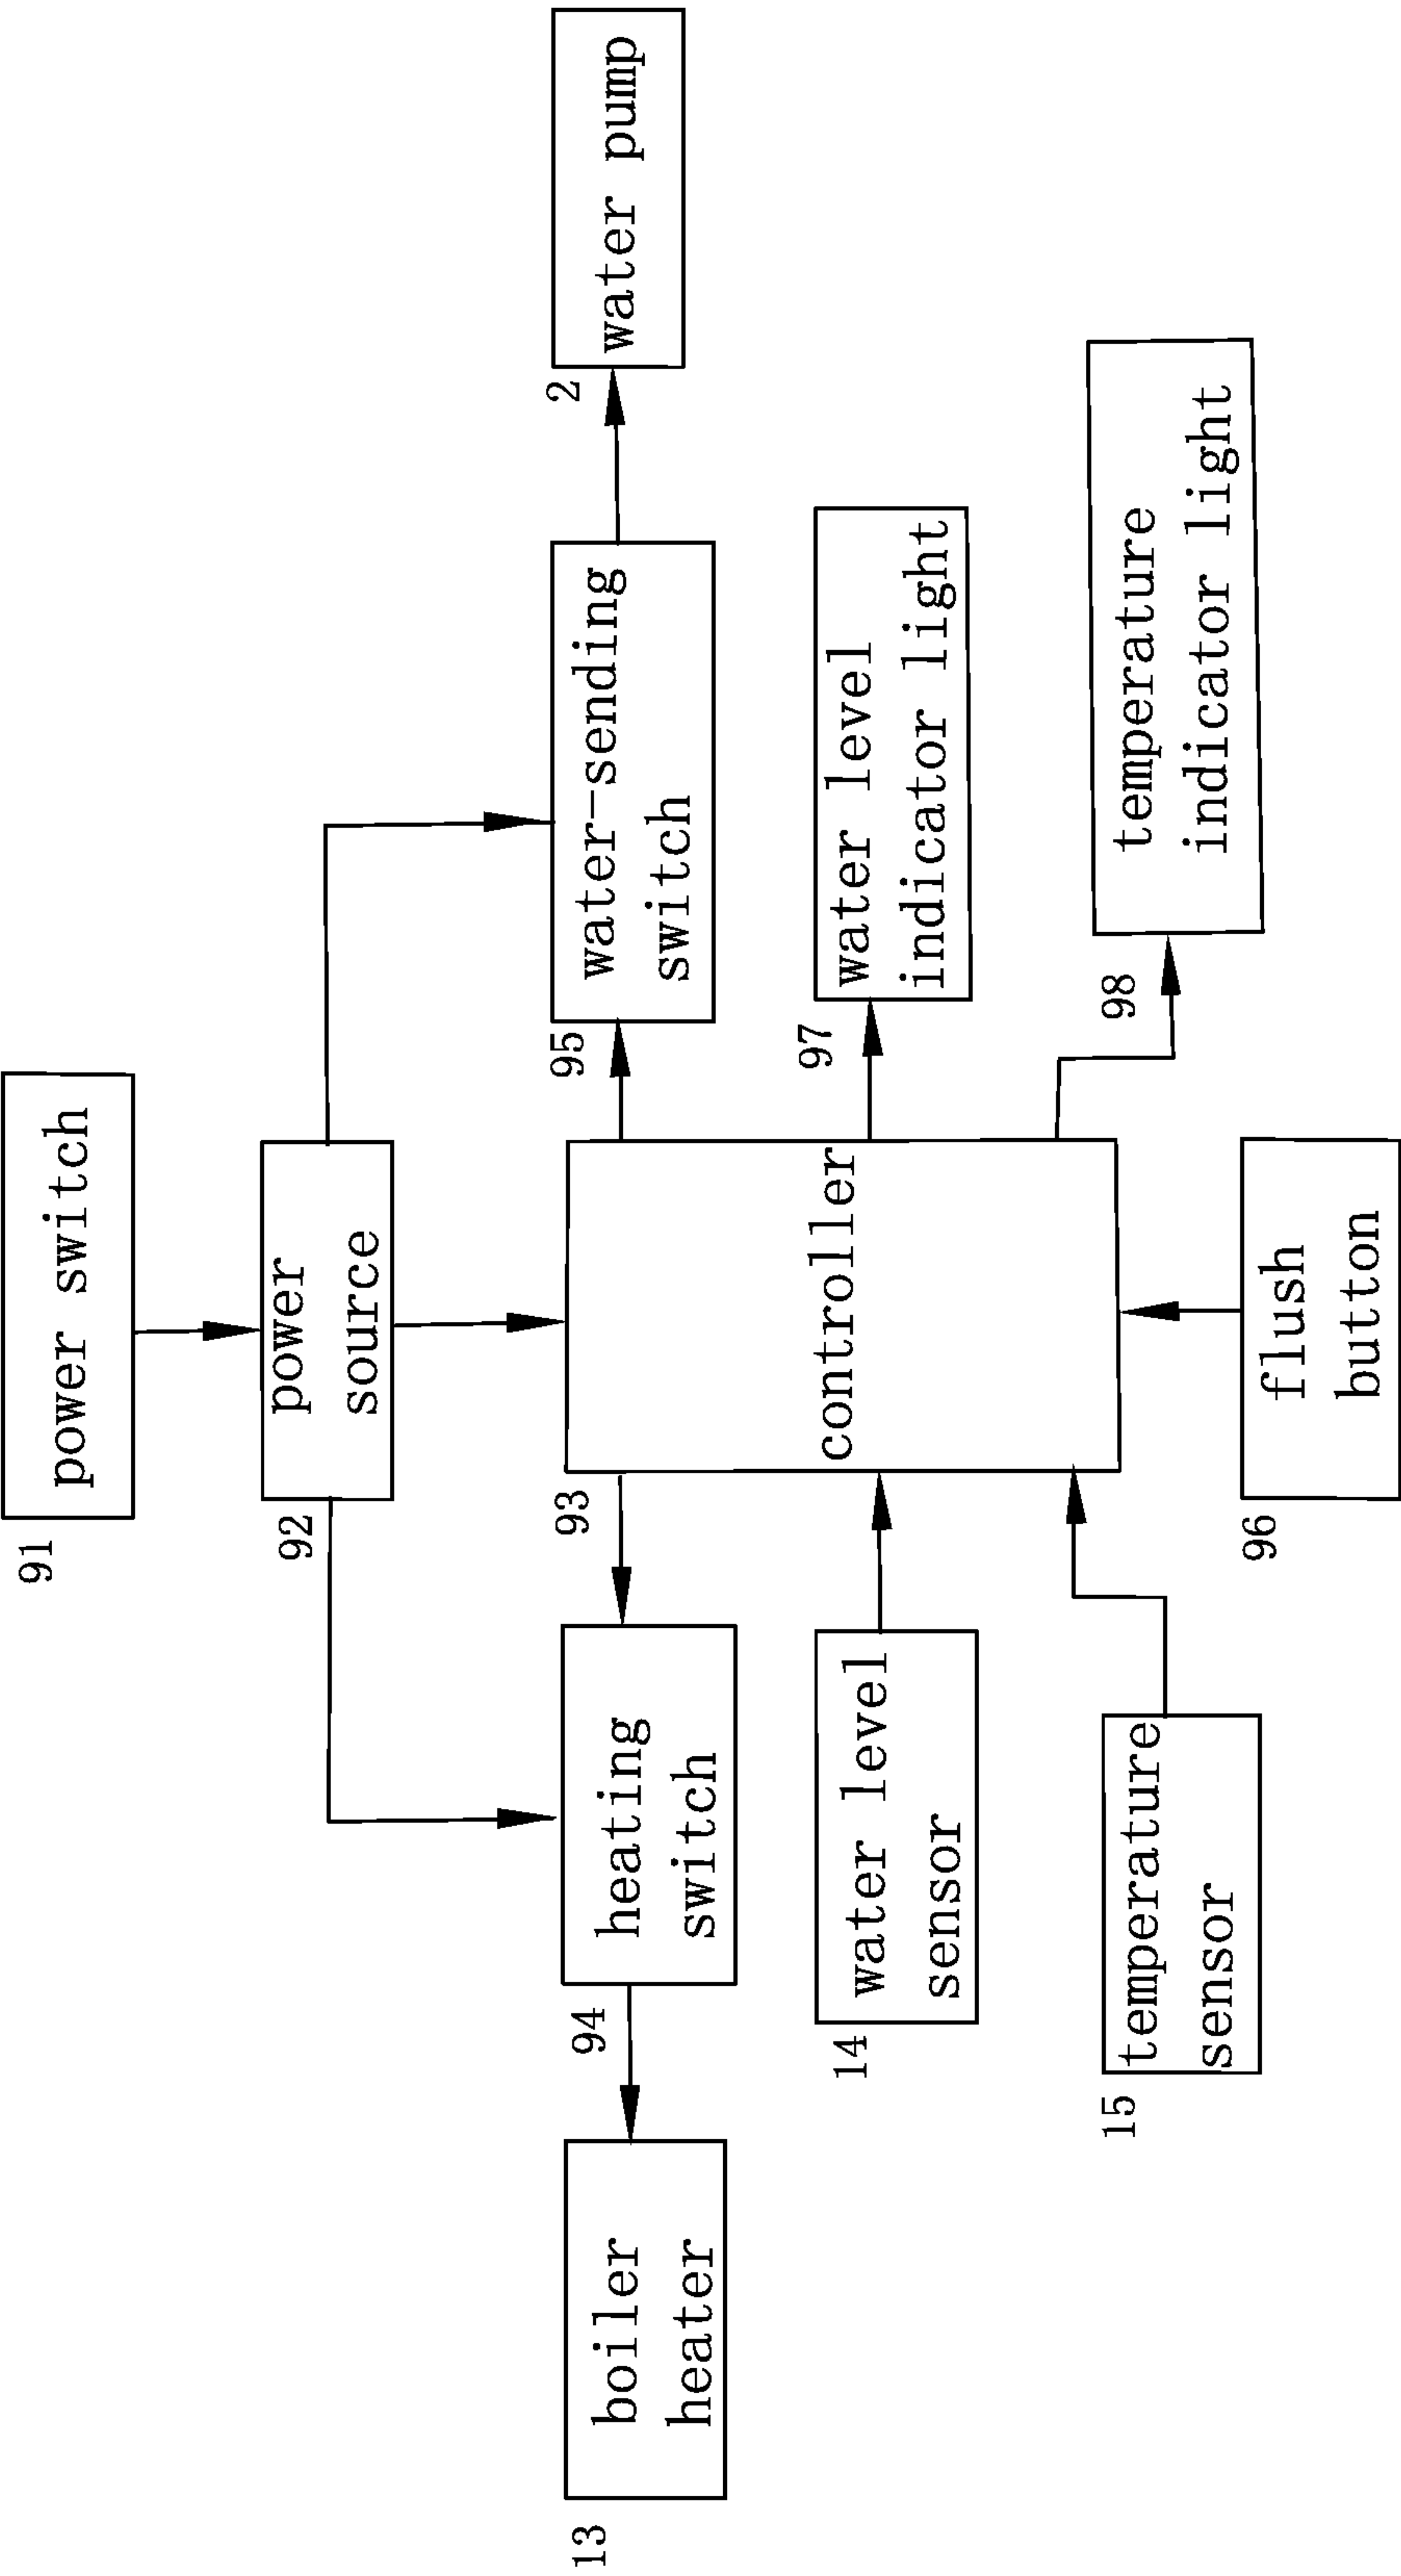 91
power switch
92
power
source
13
boiler
heater
94
heating
switch
93
controller
95
water-sending
switch
2
water pump
14
water level
sensor
97
water level
indicator light
15
temperature
sensor
98
temperature
indicator light
96
flush
button